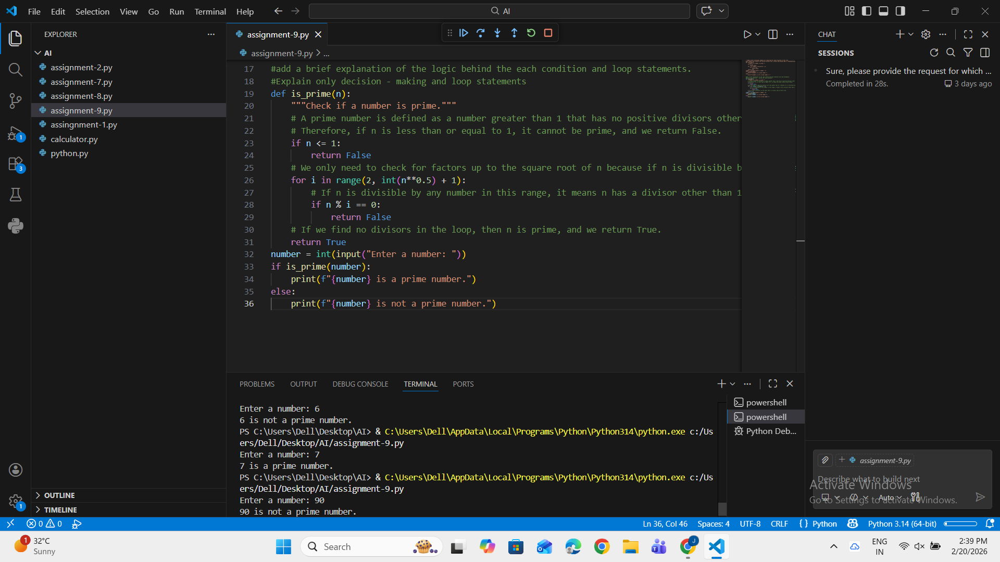 File Edit Selection View Go Run Terminal Help
AI
EXPLORER
AI
assignment-2.py
assignment-7.py
assignment-8.py
assignment-9.py
assingnment-1.py
calculator.py
python.py
OUTLINE
TIMELINE
1
3
1
assignment-9.py
assignment-9.py > ...
17 #add a brief explanation of the logic behind the each condition and loop statements.
18 #Explain only decision - making and loop statements
19 def is_prime(n):
20 """Check if a number is prime."""
21 # A prime number is defined as a number greater than 1 that has no positive divisors other
22 # Therefore, if n is less than or equal to 1, it cannot be prime, and we return False.
23 if n <= 1:
24 return False
25 # We only need to check for factors up to the square root of n because if n is divisible b
26 for i in range(2, int(n**0.5) + 1):
27 # If n is divisible by any number in this range, it means n has a divisor other than 1
28 if n % i == 0:
29 return False
30 # If we find no divisors in the loop, then n is prime, and we return True.
31 return True
32 number = int(input("Enter a number: "))
33 if is_prime(number):
34 print(f"{number} is a prime number.")
35 else:
36 print(f"{number} is not a prime number.")
PROBLEMS OUTPUT DEBUG CONSOLE TERMINAL PORTS
Enter a number: 6
6 is not a prime number.
PS C:\Users\Dell\Desktop\AI> & C:\Users\Dell\AppData\Local\Programs\Python\Python314\python.exe c:/Us
ers/Dell/Desktop/AI/assignment-9.py
Enter a number: 7
7 is a prime number.
PS C:\Users\Dell\Desktop\AI> & C:\Users\Dell\AppData\Local\Programs\Python\Python314\python.exe c:/Us
ers/Dell/Desktop/AI/assignment-9.py
Enter a number: 90
90 is not a prime number.
powershell
powershell
Python Deb...
CHAT
SESSIONS
Sure, please provide the request for which ...
Completed in 28s. 3 days ago
assignment-9.py
Describe what to build next
Auto
Activate Windows
Go to Settings to activate Windows.
0 0
Ln 36, Col 46 Spaces: 4 UTF-8 CRLF { } Python Python 3.14 (64-bit)
1
32°C
Sunny
Search
J
ENG
IN
2:39 PM
2/20/2026